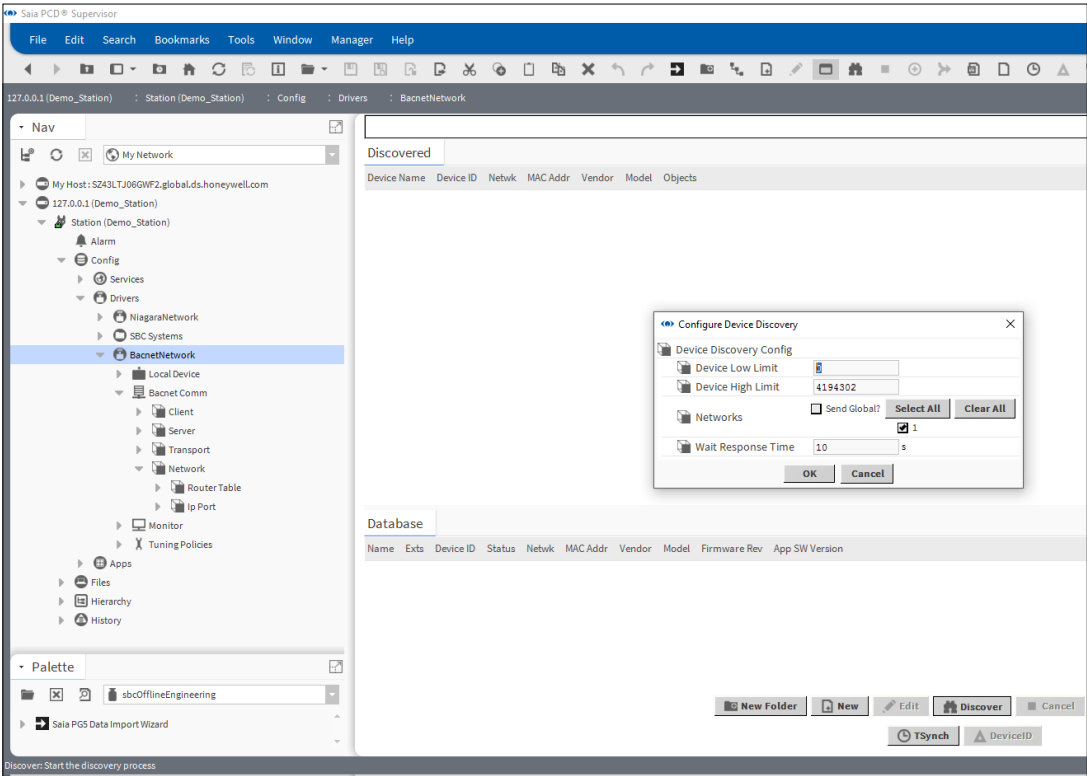 Saia PCD® Supervisor
File Edit Search Bookmarks Tools Window Manager Help
127.0.0.1 (Demo_Station) : Station (Demo_Station) : Config : Drivers : BacnetNetwork
Nav
My Network
My Host : SZ43LTJ06GWF2.global.ds.honeywell.com
127.0.0.1 (Demo_Station)
Station (Demo_Station)
Alarm
Config
Services
Drivers
NiagaraNetwork
SBC Systems
BacnetNetwork
Local Device
Bacnet Comm
Client
Server
Transport
Network
Router Table
Ip Port
Monitor
Tuning Policies
Apps
Files
Hierarchy
History
Palette
sbcOfflineEngineering
Saia PG5 Data Import Wizard
Discovered
Device Name Device ID Netwk MAC Addr Vendor Model Objects
Configure Device Discovery
Device Discovery Config
Device Low Limit 0
Device High Limit 4194302
Networks Send Global? Select All Clear All
1
Wait Response Time 10 s
OK Cancel
Database
Name Exts Device ID Status Netwk MAC Addr Vendor Model Firmware Rev App SW Version
New Folder New Edit Discover Cancel
TSynch DeviceID
Discover: Start the discovery process